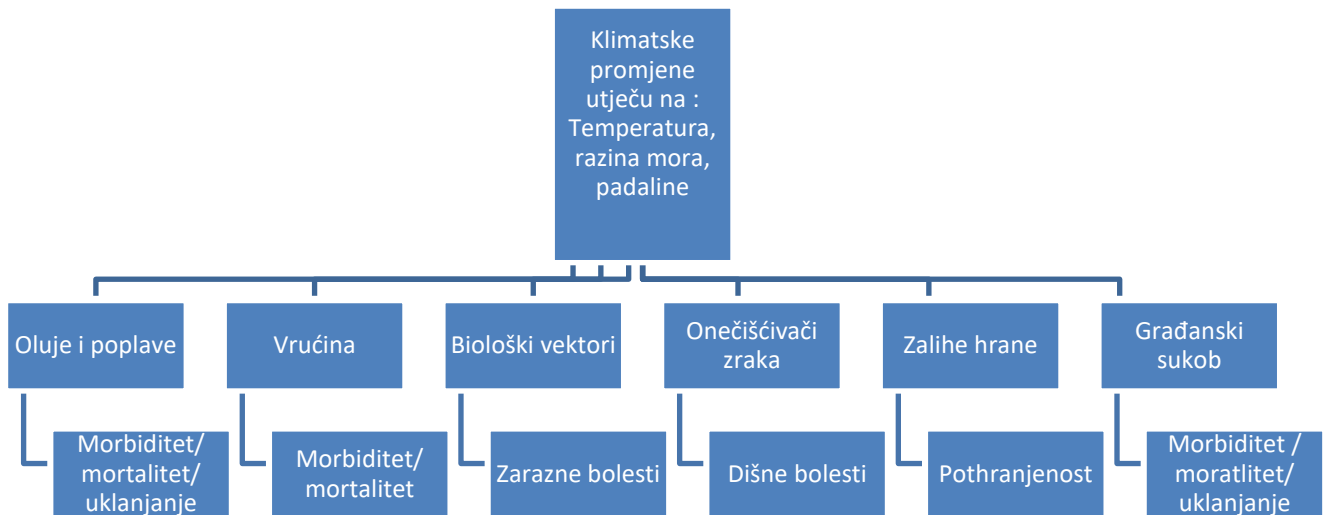 Klimatske
promjene
utječu na :
Temperatura,
razina mora,
padaline
Oluje i poplave
Vrućina
Biološki vektori
Onečišćivači
zraka
Zalihe hrane
Građanski
sukob
Morbiditet/
mortalitet/
uklanjanje
Morbiditet/
mortalitet
Zarazne bolesti
Dišne bolesti
Pothranjenost
Morbiditet /
moratlitet/
uklanjanje